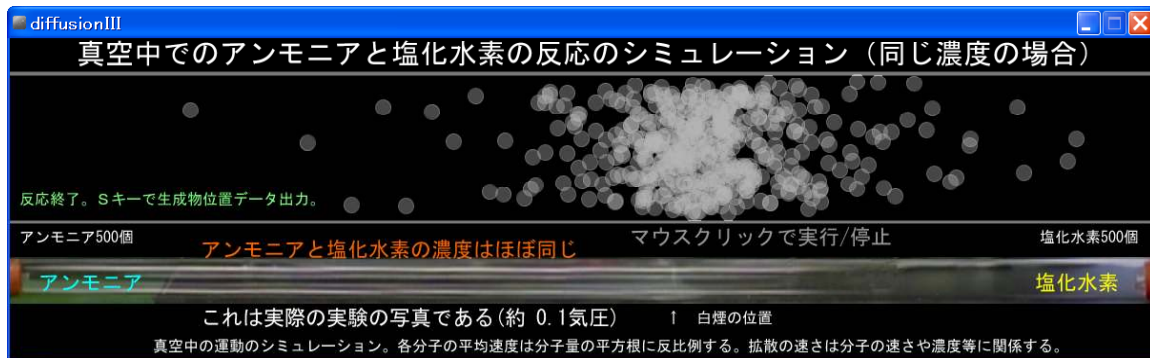 diffusionIII
真空中でのアンモニアと塩化水素の反応のシミュレーション（同じ濃度の場合）
反応終了。Sキーで生成物位置データ出力。
アンモニア500個
マウスクリックで実行/停止
塩化水素500個
アンモニアと塩化水素の濃度はほぼ同じ
アンモニア
塩化水素
これは実際の実験の写真である(約 0.1気圧)
↑ 白煙の位置
真空中の運動のシミュレーション。各分子の平均速度は分子量の平方根に反比例する。拡散の速さは分子の速さや濃度等に関係する。